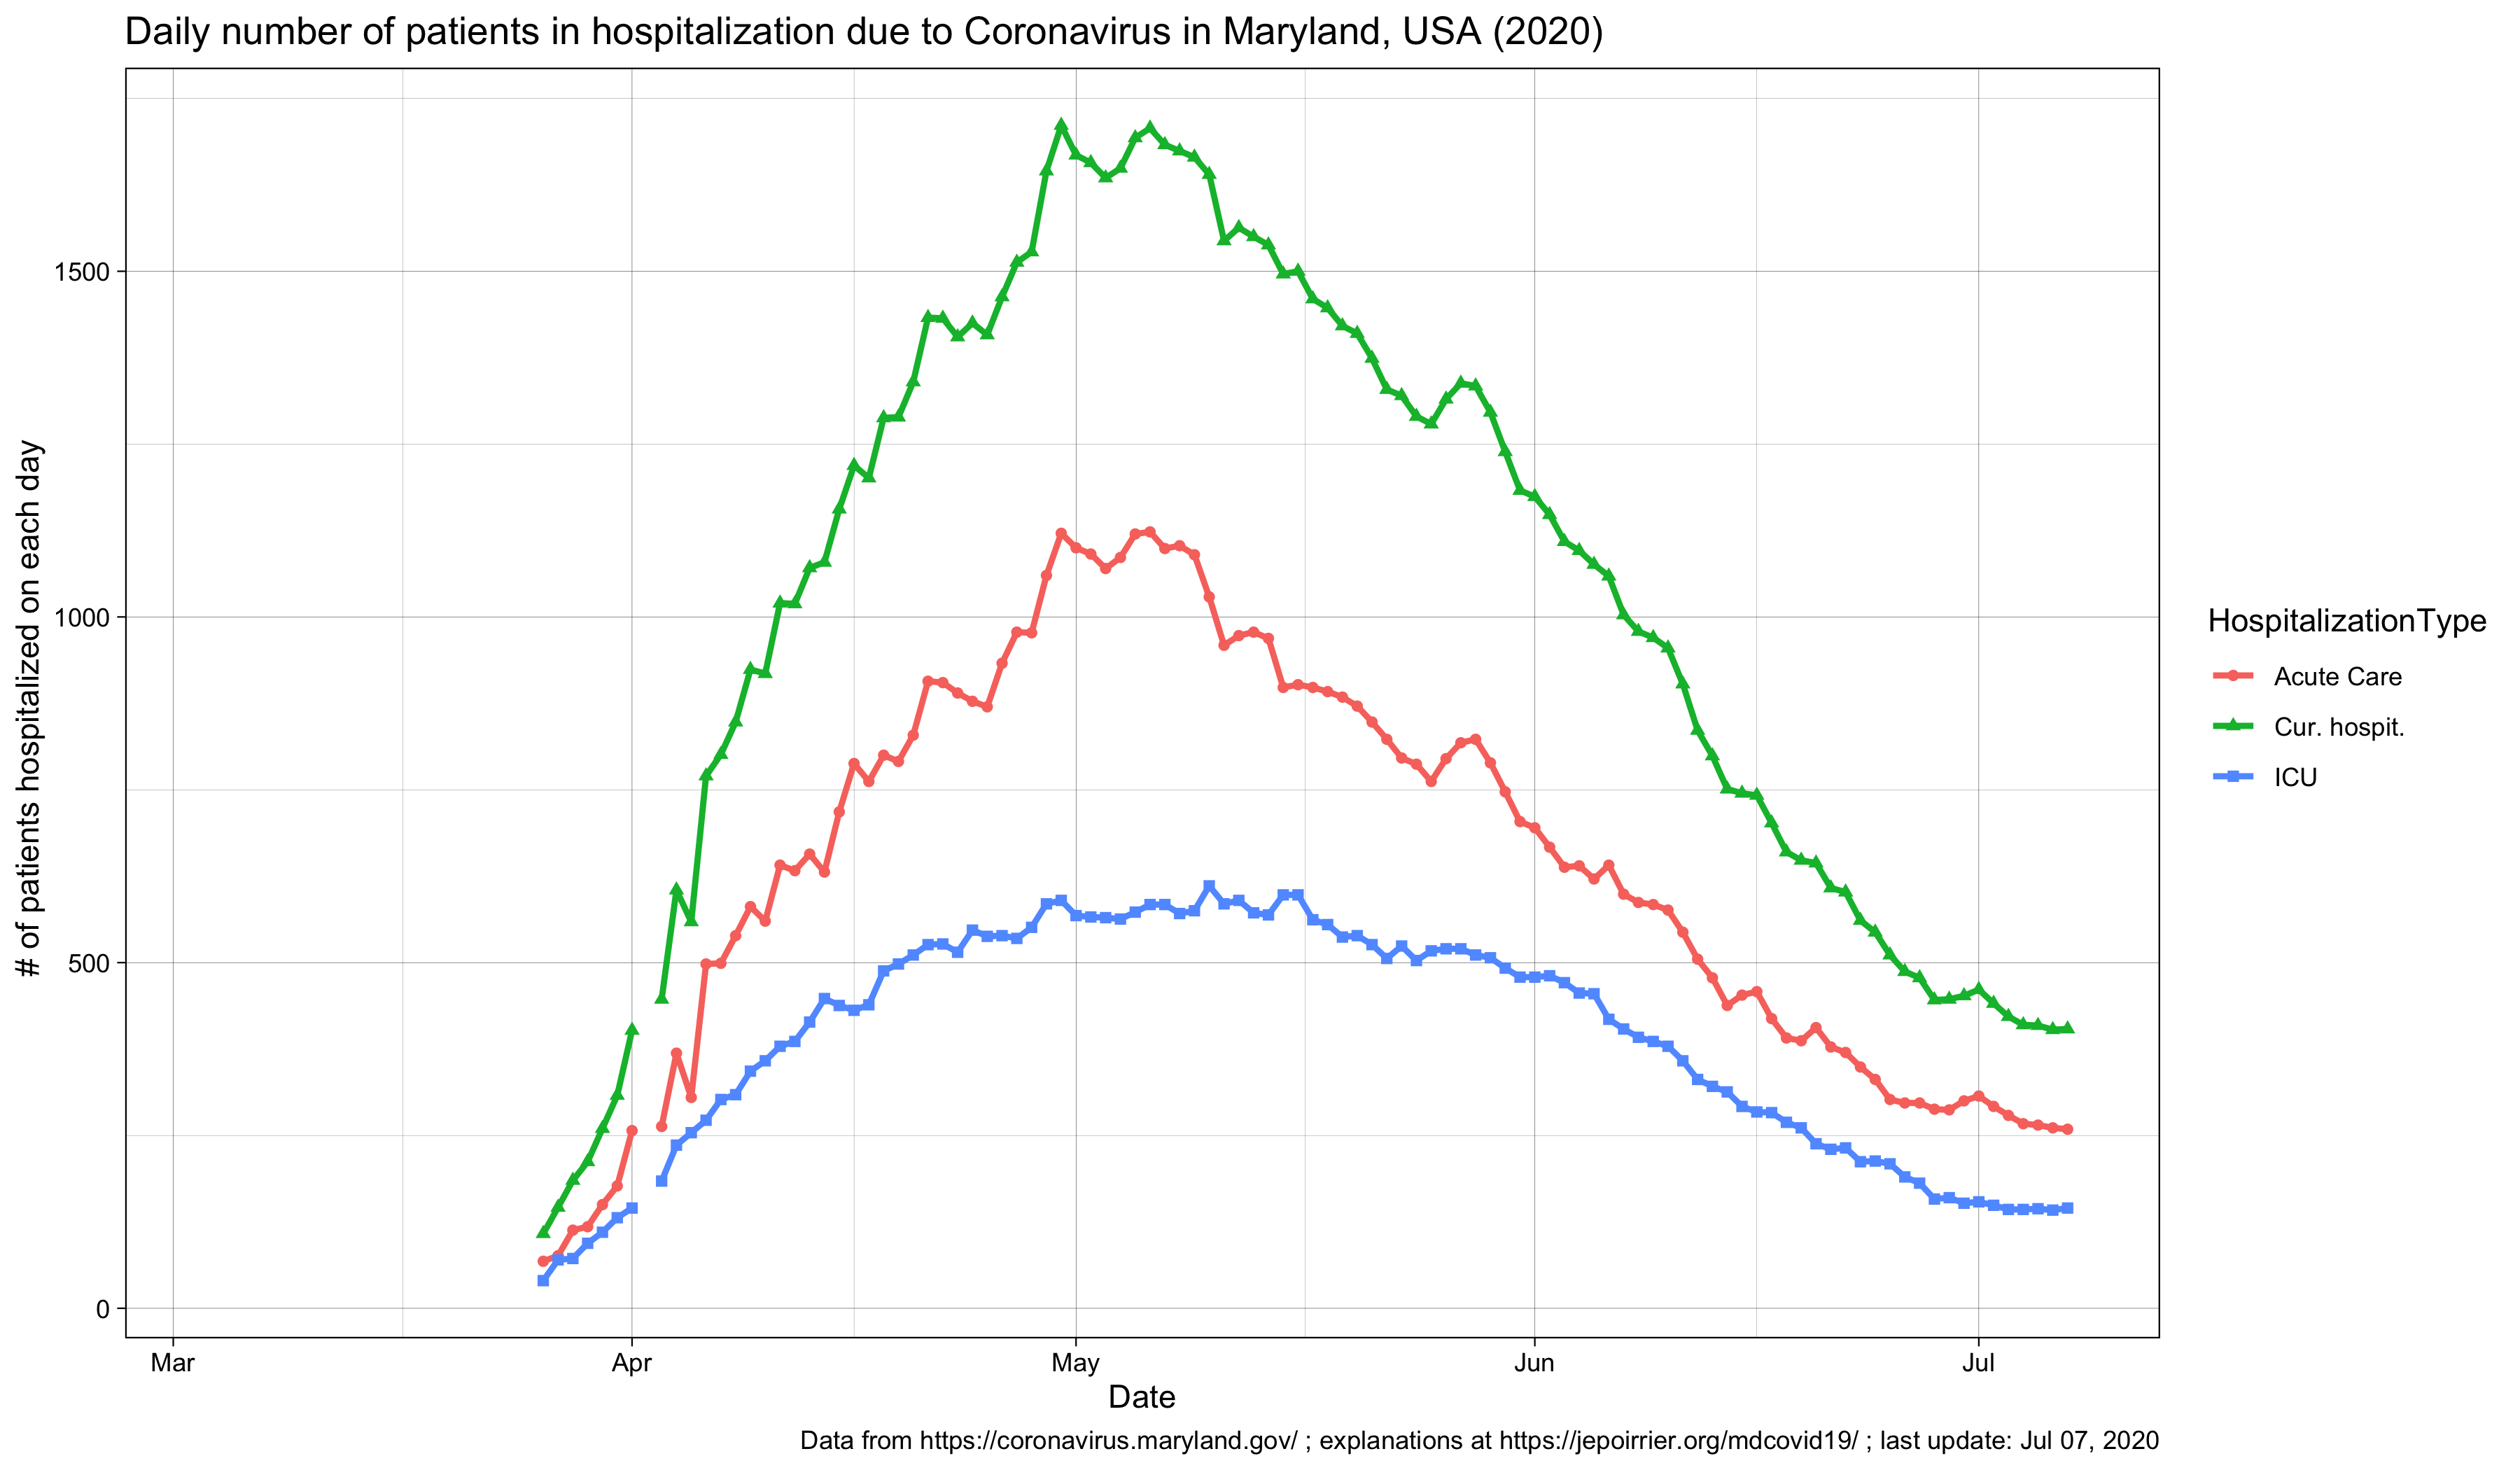 Daily number of patients in hospitalization due to Coronavirus in Maryland, USA (2020)
# of patients hospitalized on each day
1500
1000
500
0
Mar
Apr
May
Jun
Jul
Date
HospitalizationType
Acute Care
Cur. hospit.
ICU
Data from https://coronavirus.maryland.gov/ ; explanations at https://jepoirrier.org/mdcovid19/ ; last update: Jul 07, 2020